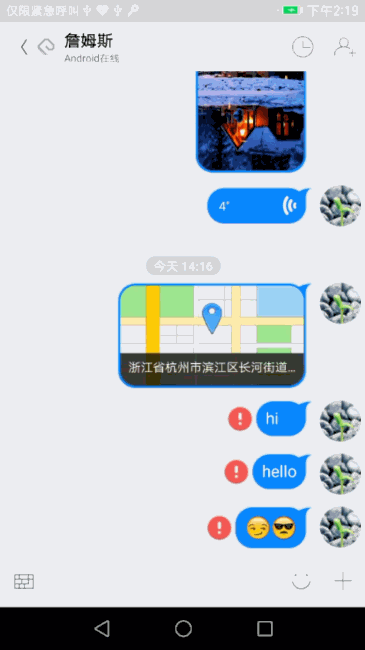 仅限紧急呼叫
下午2:19
詹姆斯
Android在线
4"
今天 14:16
浙江省杭州市滨江区长河街道...
hi
hello